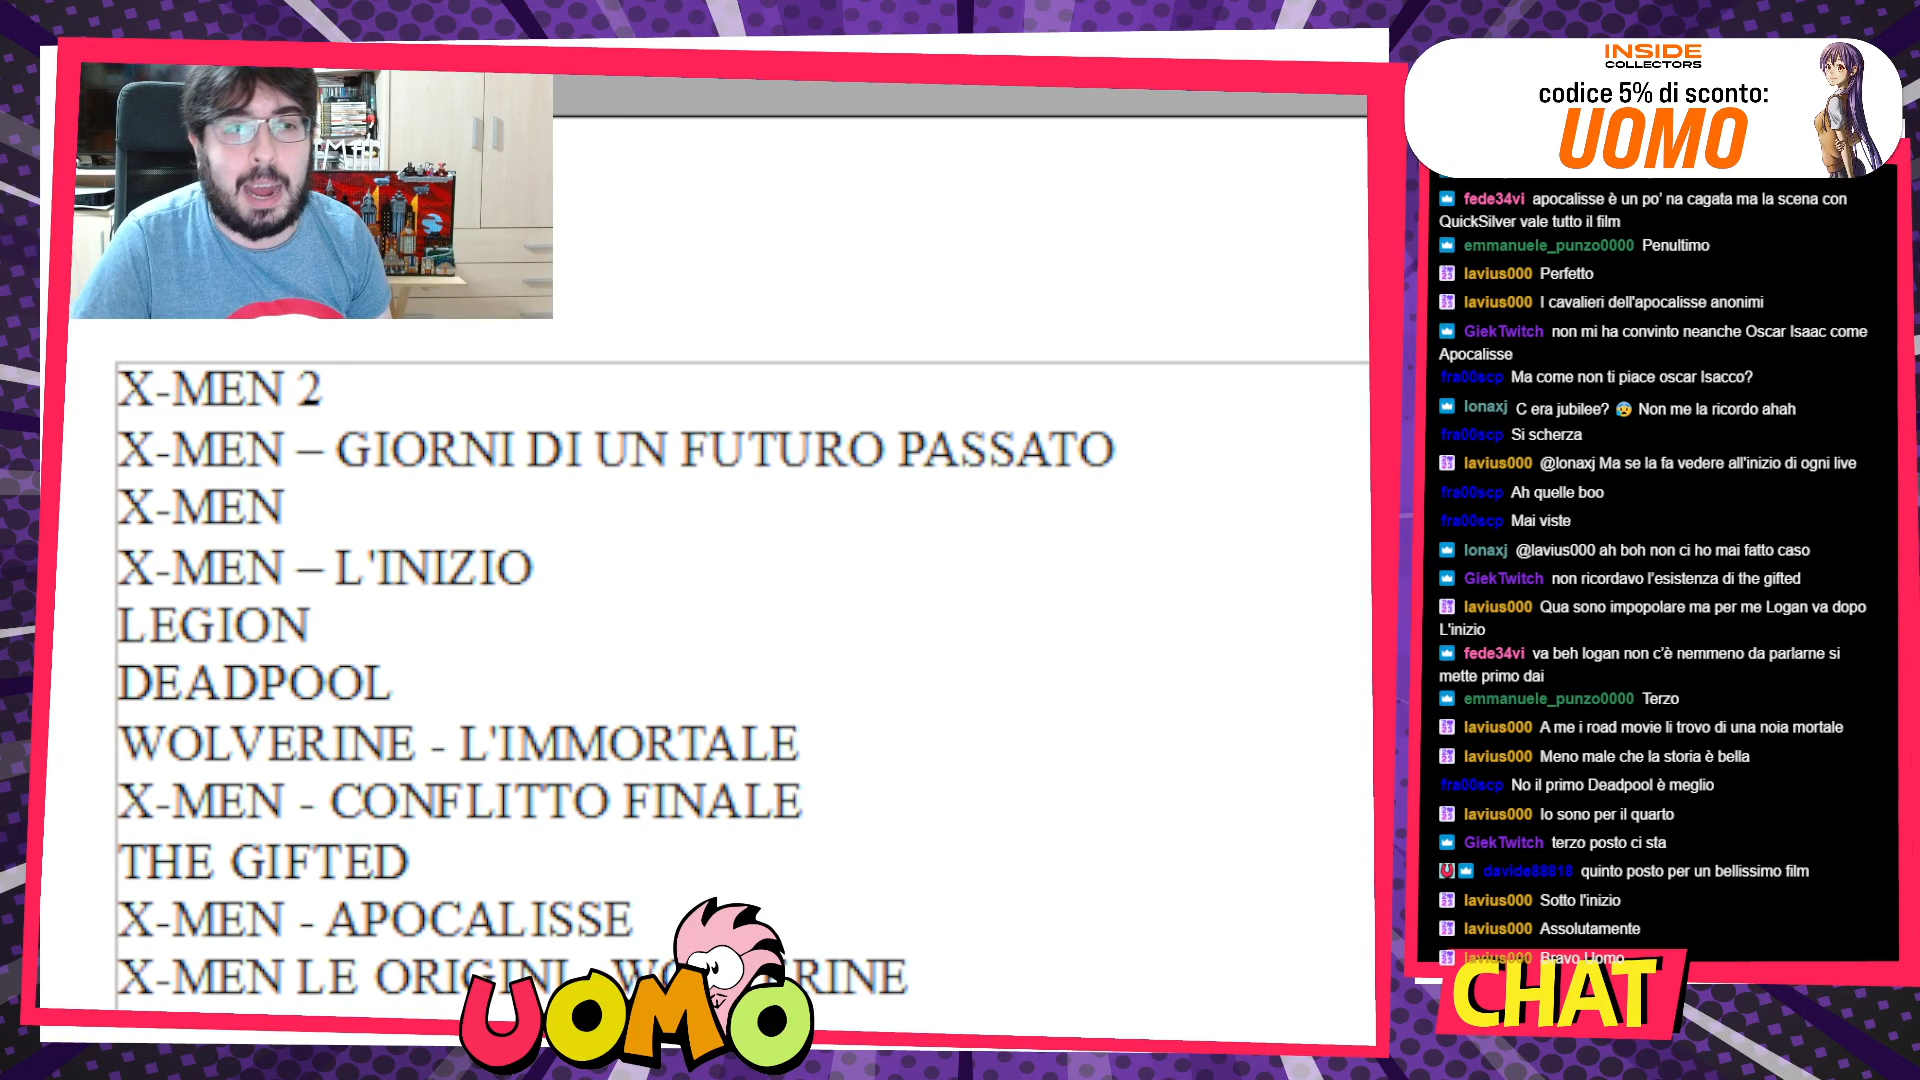 INSIDE
COLLECTORS
codice 5% di sconto:
UOMO
X-MEN 2
X-MEN – GIORNI DI UN FUTURO PASSATO
X-MEN
X-MEN – L'INIZIO
LEGION
DEADPOOL
WOLVERINE - L'IMMORTALE
X-MEN - CONFLITTO FINALE
THE GIFTED
X-MEN - APOCALISSE
X-MEN LE ORIGINI
UOMO
fede34vi apocalisse è un po' na cagata ma la scena con
QuickSilver vale tutto il film
emmanuele_punzo0000 Penultimo
lavius000 Perfetto
lavius000 I cavalieri dell'apocalisse anonimi
GiekTwitch non mi ha convinto neanche Oscar Isaac come
Apocalisse
fra00scp Ma come non ti piace oscar Isacco?
lonaxj C era jubilee? 😰 Non me la ricordo ahah
fra00scp Si scherza
lavius000 @lonaxj Ma se la fa vedere all'inizio di ogni live
fra00scp Ah quelle boo
fra00scp Mai viste
lonaxj @lavius000 ah boh non ci ho mai fatto caso
GiekTwitch non ricordavo l'esistenza di the gifted
lavius000 Qua sono impopolare ma per me Logan va dopo
L'inizio
fede34vi va beh logan non c'è nemmeno da parlarne si
mette primo dai
emmanuele_punzo0000 Terzo
lavius000 A me i road movie li trovo di una noia mortale
lavius000 Meno male che la storia è bella
fra00scp No il primo Deadpool è meglio
lavius000 Io sono per il quarto
GiekTwitch terzo posto ci sta
davide88818 quinto posto per un bellissimo film
lavius000 Sotto l'inizio
lavius000 Assolutamente
lavius000 Bravo Uomo
CHAT